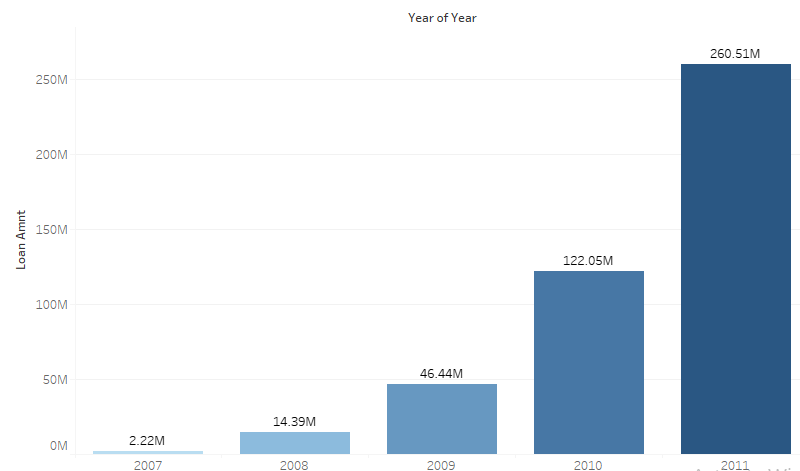 Year of Year
260.51M
250M
200M
150M
122.05M
100M
50M
46.44M
14.39M
2.22M
0M
Loan Amnt
2007
2008
2009
2010
2011